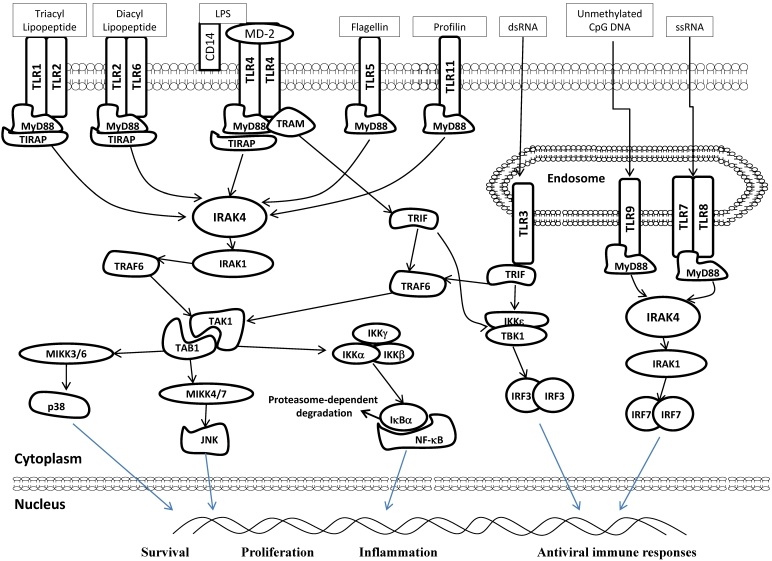 Triacyl
Lipopeptide
Diacyl
Lipopeptide
LPS
Flagellin
Profilin
dsRNA
Unmethylated
CpG DNA
ssRNA
CD14
MD-2
TLR1
TLR2
TLR2
TLR6
TLR4
TLR4
TLR5
TLR11
MyD88
TIRAP
MyD88
TIRAP
MyD88
TIRAP
TRAM
MyD88
MyD88
Endosome
TLR3
TLR9
TLR7
TLR8
IRAK4
TRIF
IRAK1
TRAF6
TRIF
TRAF6
MyD88
MyD88
TAK1
TAB1
IKKγ
IKKα
IKKβ
IKKε
TBK1
IRAK4
IRAK1
MIKK3/6
MIKK4/7
p38
JNK
Proteasome-dependent
degradation
IκBα
NF-κB
IRF3
IRF3
IRF7
IRF7
Cytoplasm
Nucleus
Survival
Proliferation
Inflammation
Antiviral immune responses